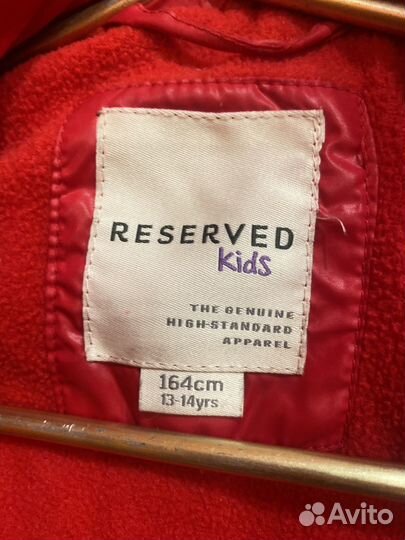 RESERVED
Kids
THE GENUINE
HIGH-STANDARD
APPAREL
164cm
13-14yrs
Avito